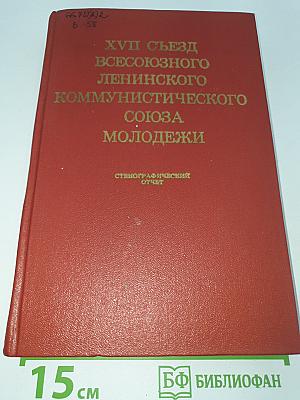 XVII СЪЕЗД
ВСЕСОЮЗНОГО
ЛЕНИНСКОГО
КОММУНИСТИЧЕСКОГО
СОЮЗА
МОЛОДЕЖИ
СТЕНОГРАФИЧЕСКИЙ
ОТЧЕТ
15 СМ
БФ БИБЛИОФАН